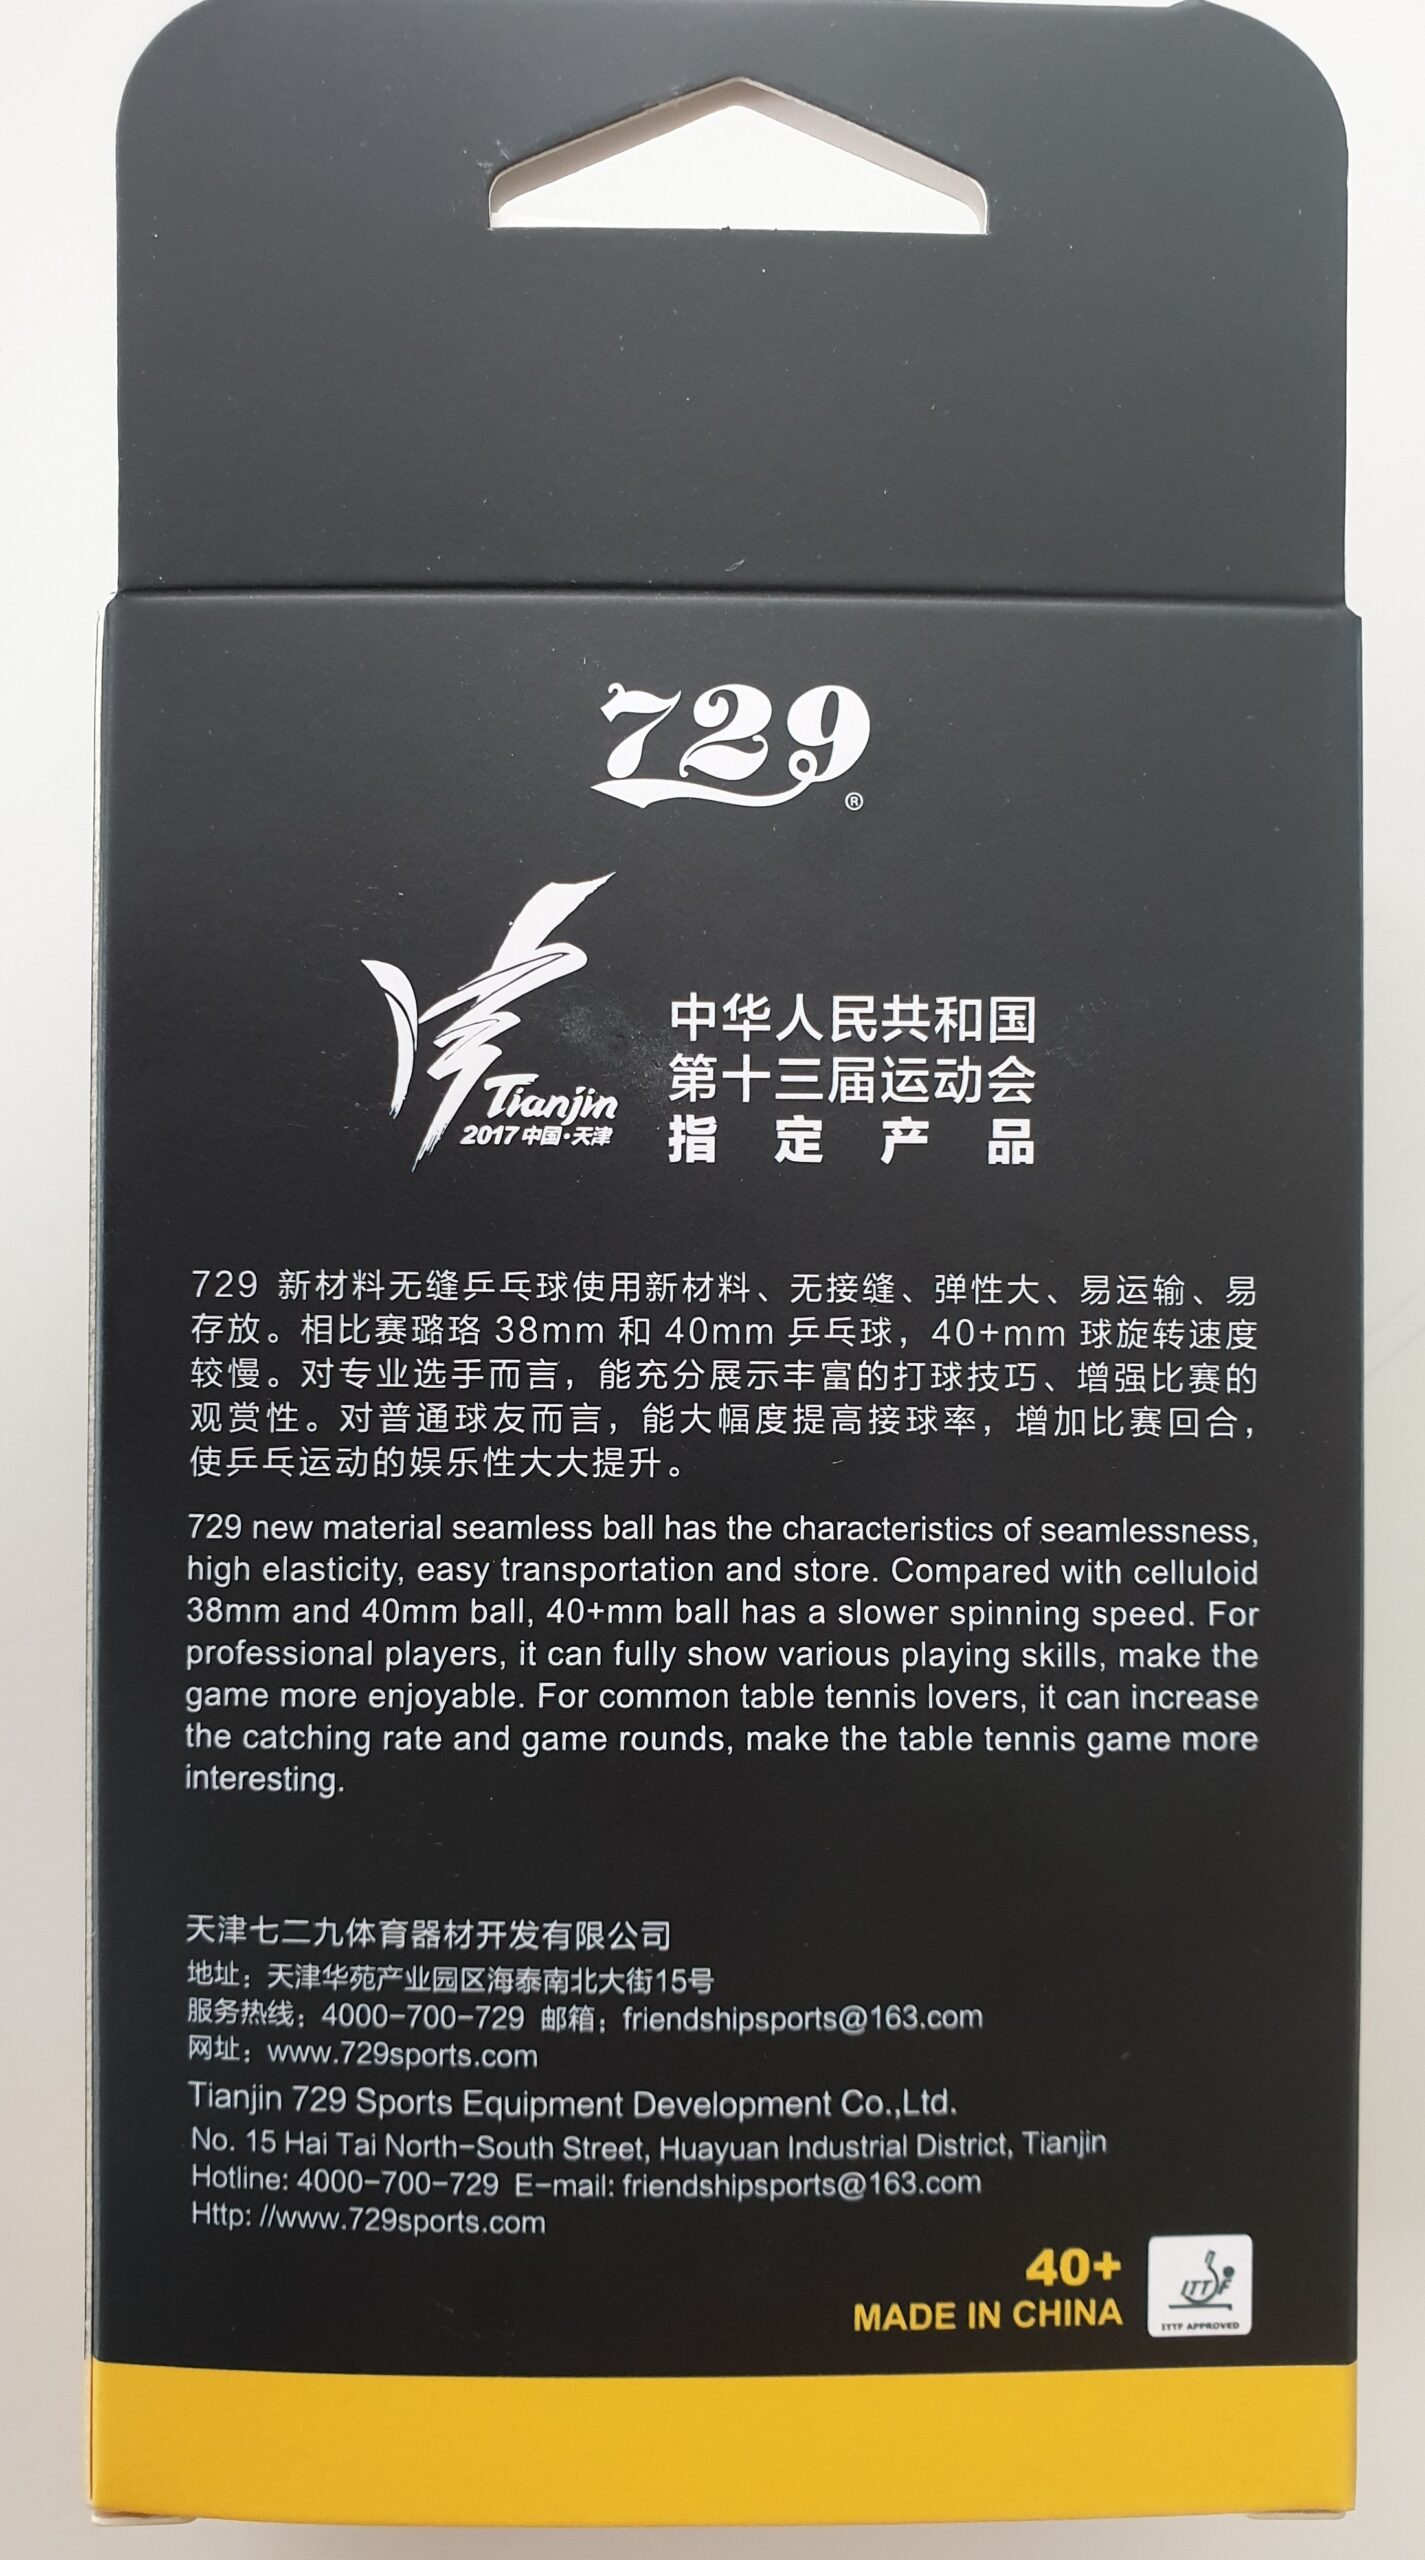 729
®
津
Tianjin
2017 中国·天津
中华人民共和国
第十三届运动会
指定产品
729 新材料无缝乒乓球使用新材料、无接缝、弹性大、易运输、易
存放。相比赛璐珞 38mm 和 40mm 乒乓球，40+mm 球旋转速度
较慢。对专业选手而言，能充分展示丰富的打球技巧、增强比赛的
观赏性。对普通球友而言，能大幅度提高接球率，增加比赛回合，
使乒乓运动的娱乐性大大提升。
729 new material seamless ball has the characteristics of seamlessness,
high elasticity, easy transportation and store. Compared with celluloid
38mm and 40mm ball, 40+mm ball has a slower spinning speed. For
professional players, it can fully show various playing skills, make the
game more enjoyable. For common table tennis lovers, it can increase
the catching rate and game rounds, make the table tennis game more
interesting.
天津七二九体育器材开发有限公司
地址：天津华苑产业园区海泰南北大街15号
服务热线：4000-700-729 邮箱：friendshipsports@163.com
网址：www.729sports.com
Tianjin 729 Sports Equipment Development Co.,Ltd.
No. 15 Hai Tai North-South Street, Huayuan Industrial District, Tianjin
Hotline: 4000-700-729 E-mail: friendshipsports@163.com
Http: //www.729sports.com
40+
MADE IN CHINA
ITTF
ITTF APPROVED